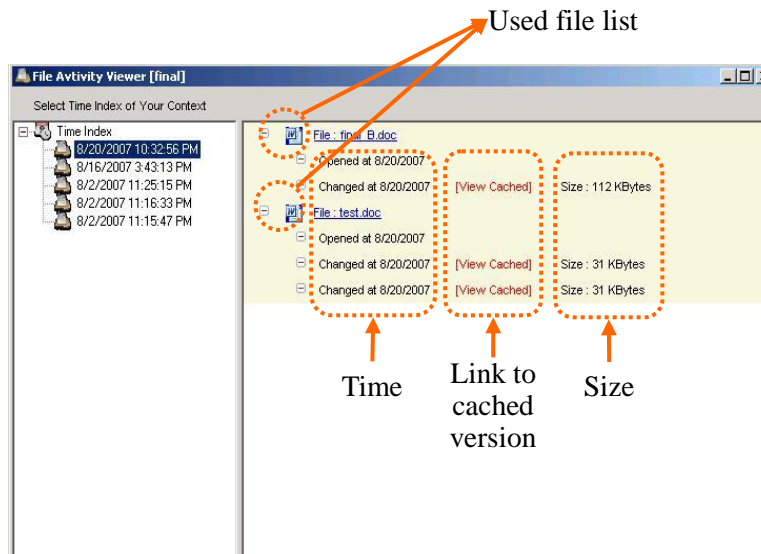 Used file list
File Avtivity Viewer [final]
Select Time Index of Your Context
Time Index
8/20/2007 10:32:56 PM
8/16/2007 3:43:13 PM
8/2/2007 11:25:15 PM
8/2/2007 11:16:33 PM
8/2/2007 11:15:47 PM
File : final_B.doc
Opened at 8/20/2007
Changed at 8/20/2007 [View Cached] Size : 112 KBytes
File : test.doc
Opened at 8/20/2007
Changed at 8/20/2007 [View Cached] Size : 31 KBytes
Changed at 8/20/2007 [View Cached] Size : 31 KBytes
Time
Link to
cached
version
Size